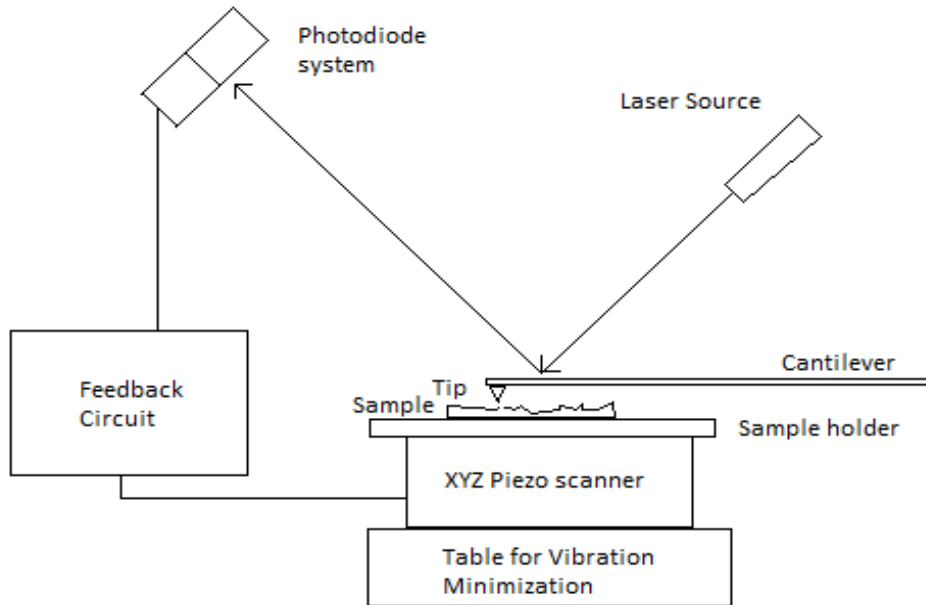 Photodiode
system
Laser Source
Feedback
Circuit
Cantilever
Tip
Sample
Sample holder
XYZ Piezo scanner
Table for Vibration
Minimization